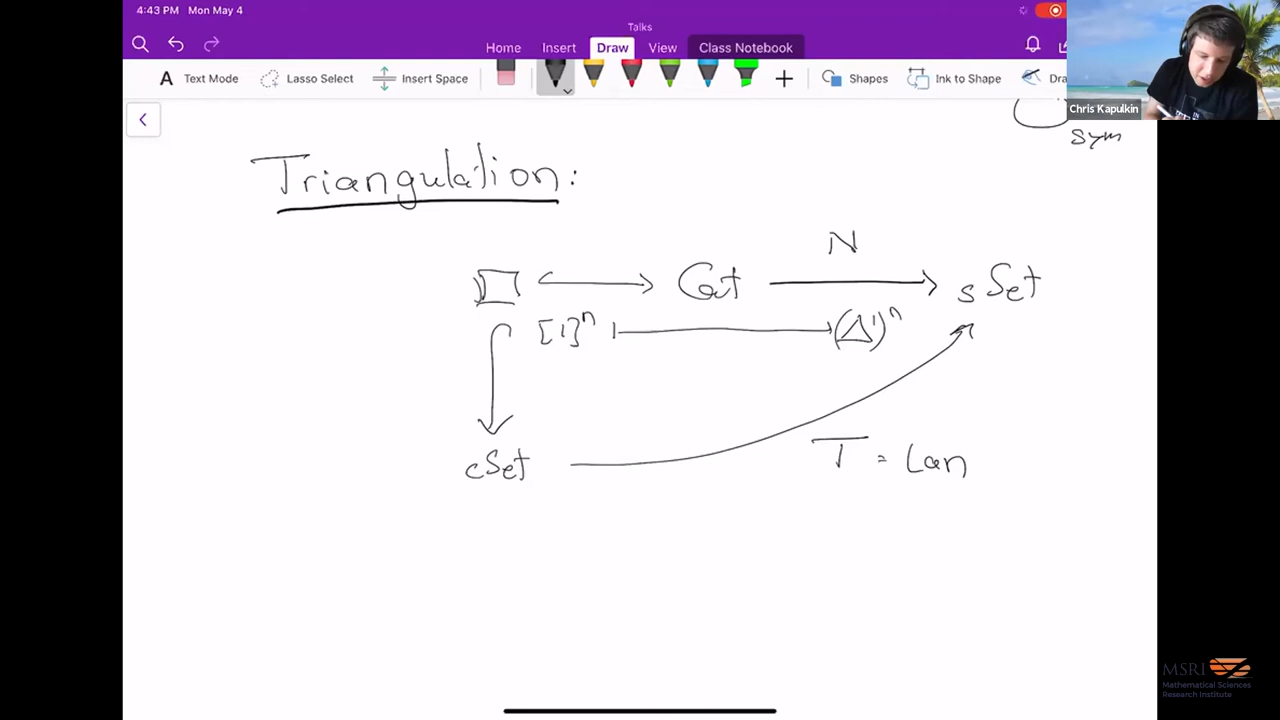 4:43 PM Mon May 4
Talks
Home Insert Draw View Class Notebook
Text Mode Lasso Select Insert Space Shapes Ink to Shape Dra
Chris Kapulkin
sym
Triangulation:
N
□ Cat sSet
[1]ⁿ (Δ¹)ⁿ
cSet T = Lan
MSRI
Mathematical Sciences
Research Institute